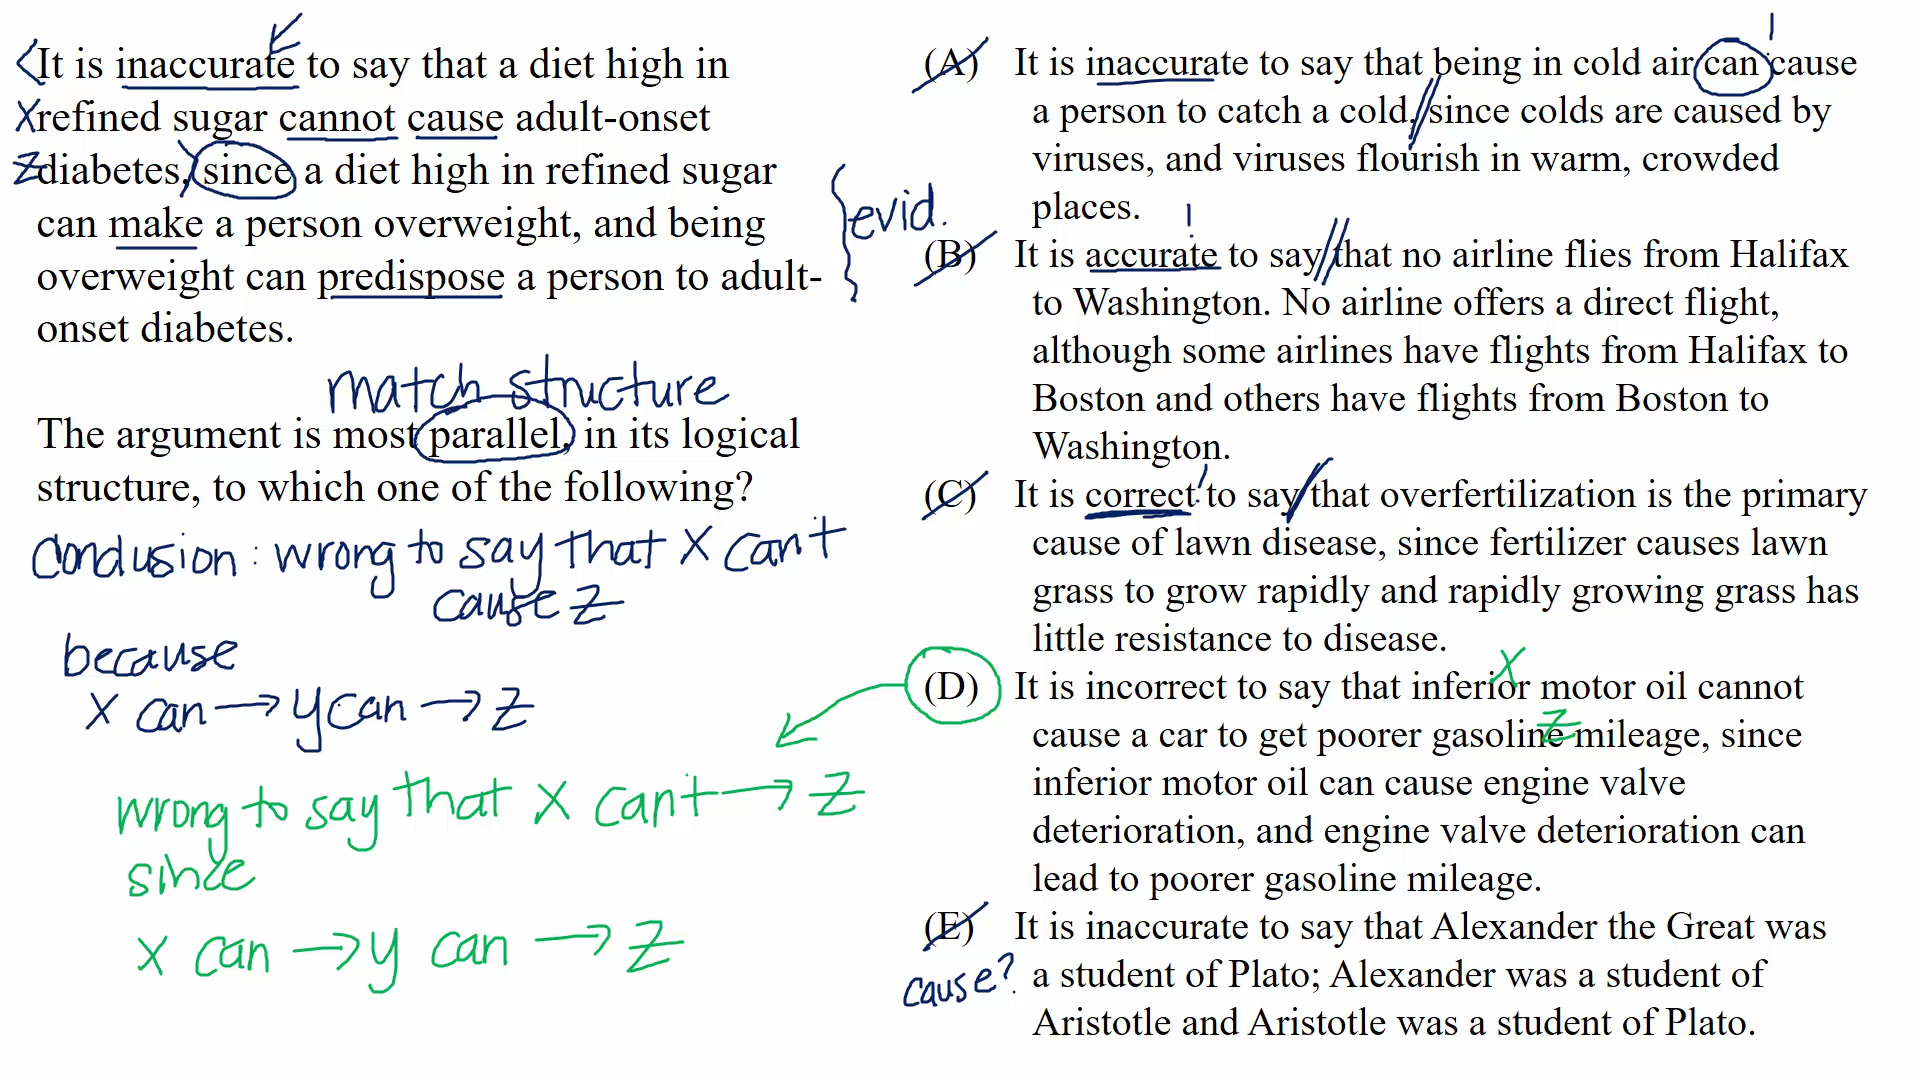 It is inaccurate to say that a diet high in
X refined sugar cannot cause adult-onset
Z diabetes, since a diet high in refined sugar
can make a person overweight, and being
overweight can predispose a person to adult-
onset diabetes.
evid.
match structure
The argument is most parallel, in its logical
structure, to which one of the following?
Conclusion: wrong to say that X can't
cause Z
because
X can → Y can → Z
wrong to say that X can't → Z
since
X can → Y can → Z
(A) It is inaccurate to say that being in cold air can cause
a person to catch a cold, since colds are caused by
viruses, and viruses flourish in warm, crowded
places.
(B) It is accurate to say that no airline flies from Halifax
to Washington. No airline offers a direct flight,
although some airlines have flights from Halifax to
Boston and others have flights from Boston to
Washington.
(C) It is correct to say that overfertilization is the primary
cause of lawn disease, since fertilizer causes lawn
grass to grow rapidly and rapidly growing grass has
little resistance to disease.
X
(D) It is incorrect to say that inferior motor oil cannot
Z
cause a car to get poorer gasoline mileage, since
inferior motor oil can cause engine valve
deterioration, and engine valve deterioration can
lead to poorer gasoline mileage.
(E) It is inaccurate to say that Alexander the Great was
cause?
a student of Plato; Alexander was a student of
Aristotle and Aristotle was a student of Plato.